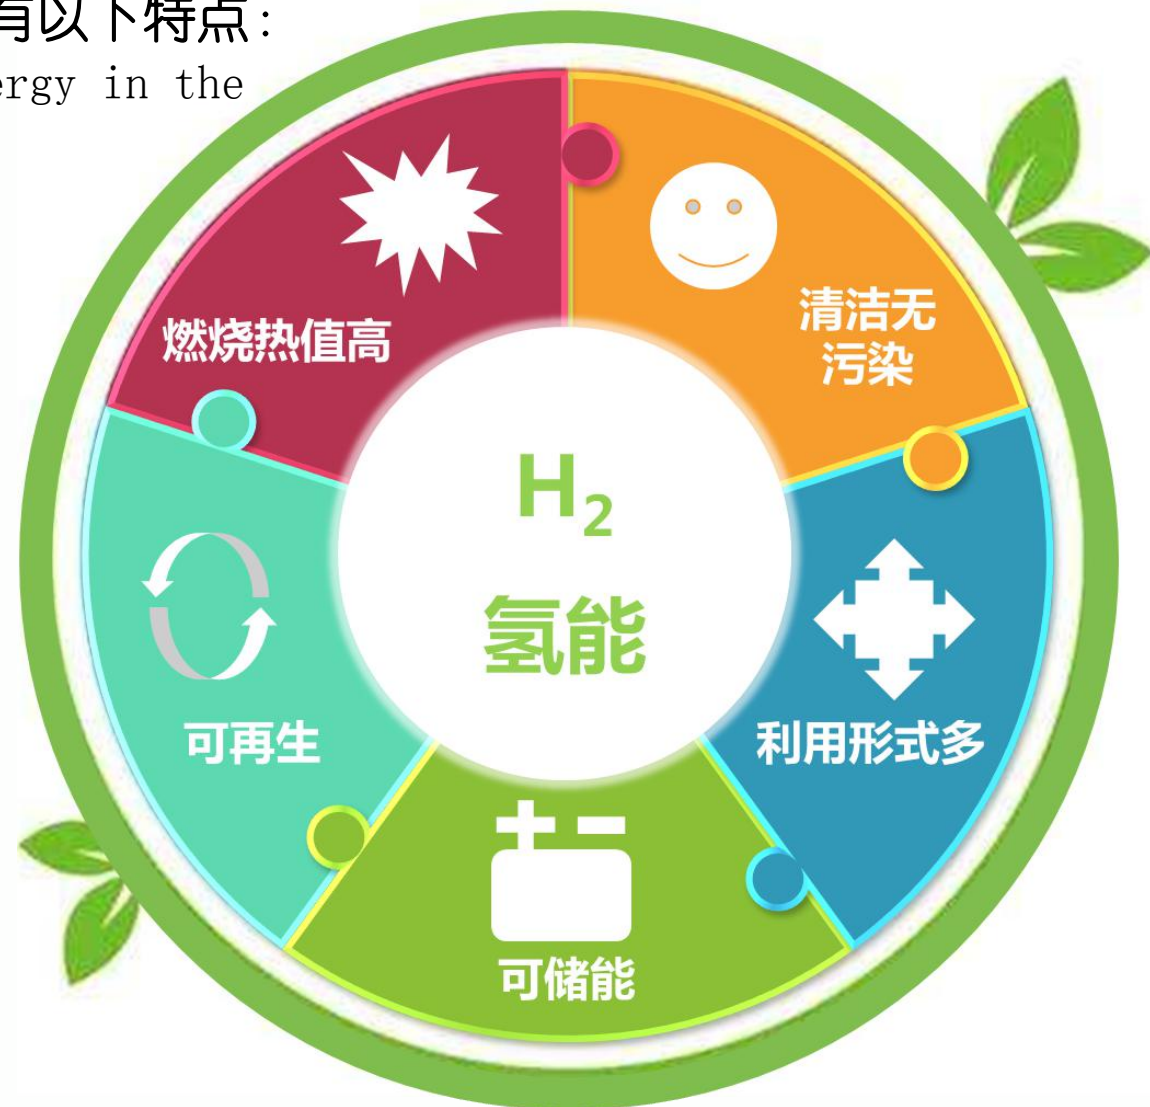 有以下特点：
ergy in the
燃烧热值高
清洁无
污染
H₂
氢能
可再生
利用形式多
可储能